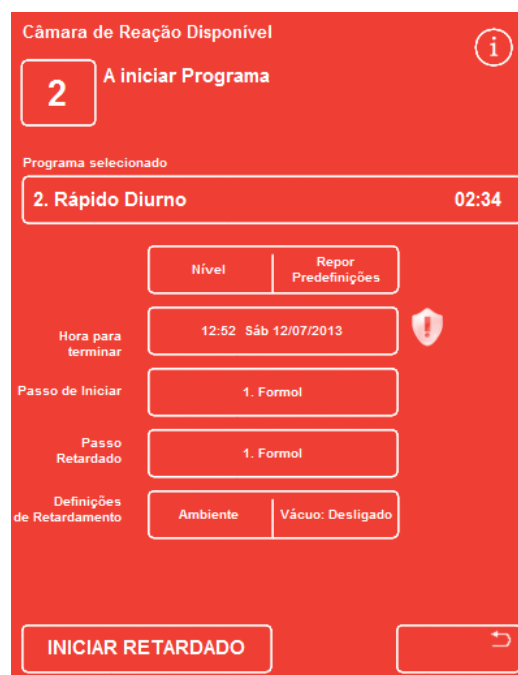 Câmara de Reação Disponível
i
2
A iniciar Programa
Programa selecionado
2. Rápido Diurno 02:34
Nível
Repor
Predefinições
Hora para
terminar
12:52 Sáb 12/07/2013
!
Passo de Iniciar
1. Formol
Passo
Retardado
1. Formol
Definições
de Retardamento
Ambiente
Vácuo: Desligado
INICIAR RETARDADO